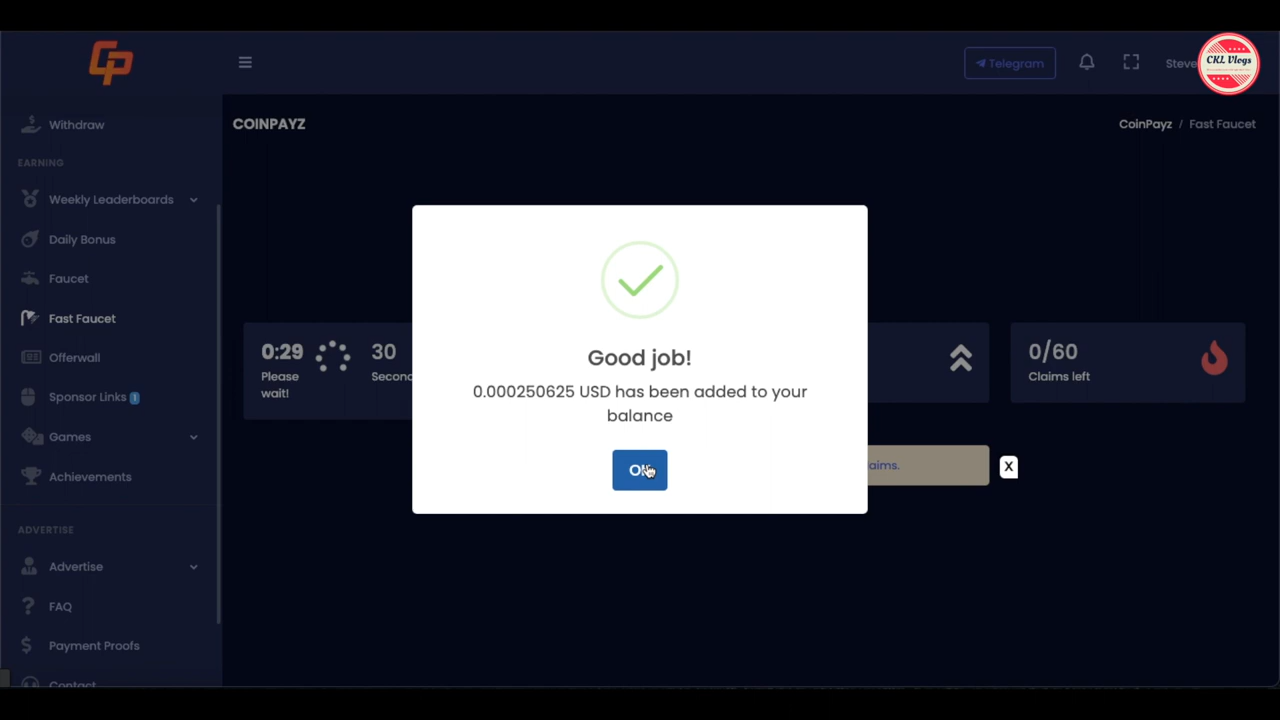 Telegram
Steve
CKL Vlogs
Withdraw
COINPAYZ
CoinPayz / Fast Faucet
EARNING
Weekly Leaderboards
Daily Bonus
Faucet
Fast Faucet
Offerwall
Sponsor Links 1
Games
Achievements
ADVERTISE
Advertise
FAQ
Payment Proofs
Contact
0:29
Please
wait!
30
0/60
Claims left
Good job!
0.000250625 USD has been added to your
balance
X